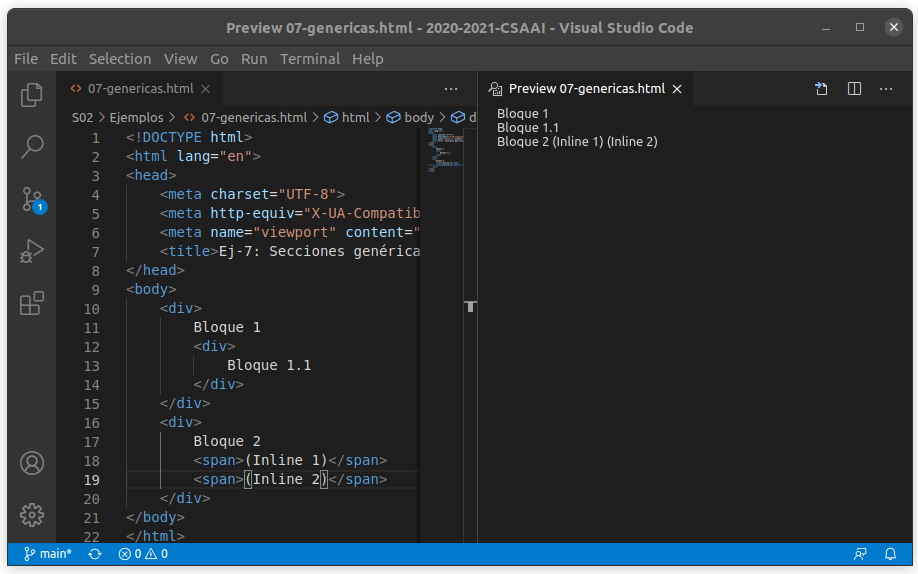 Preview 07-genericas.html - 2020-2021-CSAAI - Visual Studio Code
File Edit Selection View Go Run Terminal Help
07-genericas.html
Preview 07-genericas.html
S02 > Ejemplos > 07-genericas.html > html > body > d
1 <!DOCTYPE html>
2 <html lang="en">
3 <head>
4 <meta charset="UTF-8">
5 <meta http-equiv="X-UA-Compatib
6 <meta name="viewport" content="
7 <title>Ej-7: Secciones genérica
8 </head>
9 <body>
10 <div>
11 Bloque 1
12 <div>
13 Bloque 1.1
14 </div>
15 </div>
16 <div>
17 Bloque 2
18 <span>(Inline 1)</span>
19 <span>(Inline 2)</span>
20 </div>
21 </body>
22 </html>
Bloque 1
Bloque 1.1
Bloque 2 (Inline 1) (Inline 2)
1
main* 0 0